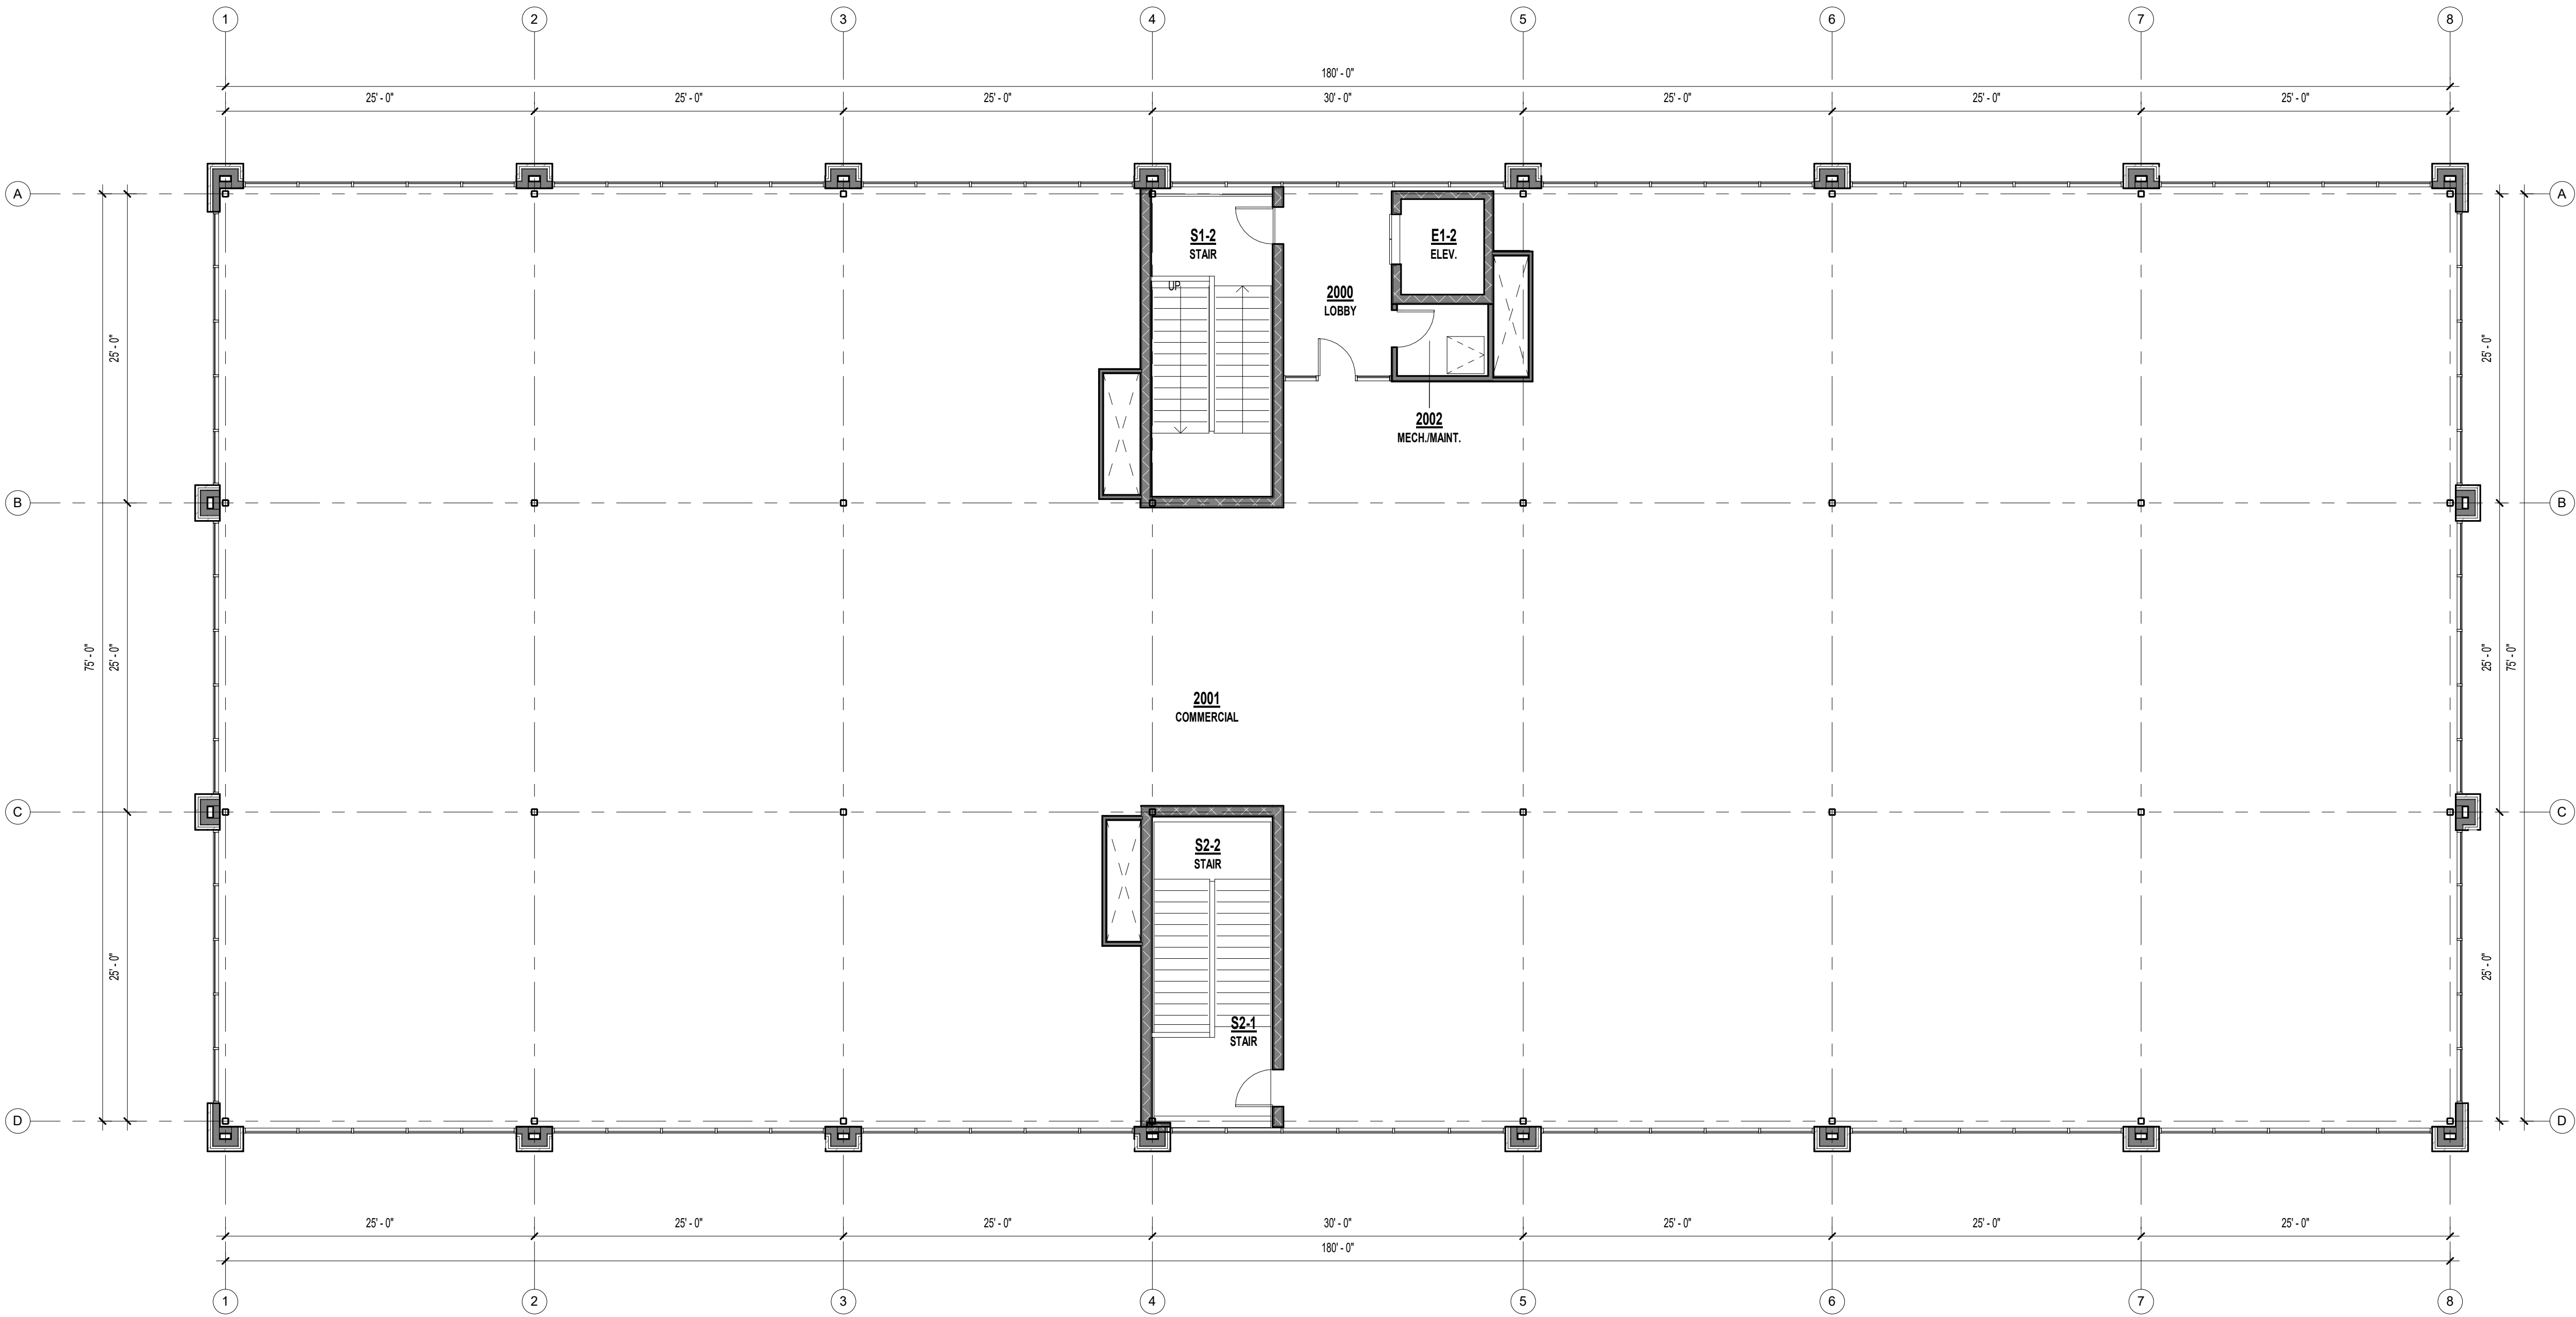 1 2 3 4 5 6 7 8
180' - 0"
25' - 0" 25' - 0" 25' - 0" 30' - 0" 25' - 0" 25' - 0" 25' - 0"
A A
S1-2
STAIR
E1-2
ELEV.
UP
2000
LOBBY
25' - 0" 25' - 0"
2002
MECH./MAINT.
B B
75' - 0" 25' - 0" 25' - 0" 75' - 0"
2001
COMMERCIAL
C C
S2-2
STAIR
25' - 0" 25' - 0"
S2-1
STAIR
D D
25' - 0" 25' - 0" 25' - 0" 30' - 0" 25' - 0" 25' - 0" 25' - 0"
180' - 0"
1 2 3 4 5 6 7 8